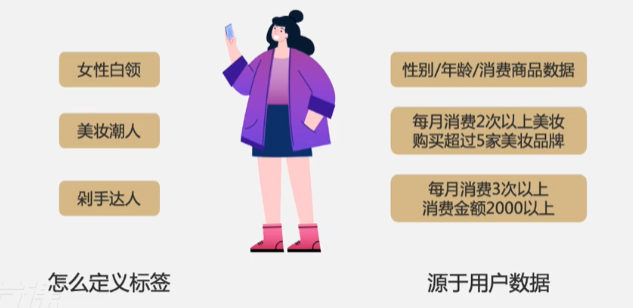 女性白领
性别/年龄/消费商品数据
美妆潮人
每月消费2次以上美妆
购买超过5家美妆品牌
剁手达人
每月消费3次以上
消费金额2000以上
怎么定义标签
源于用户数据